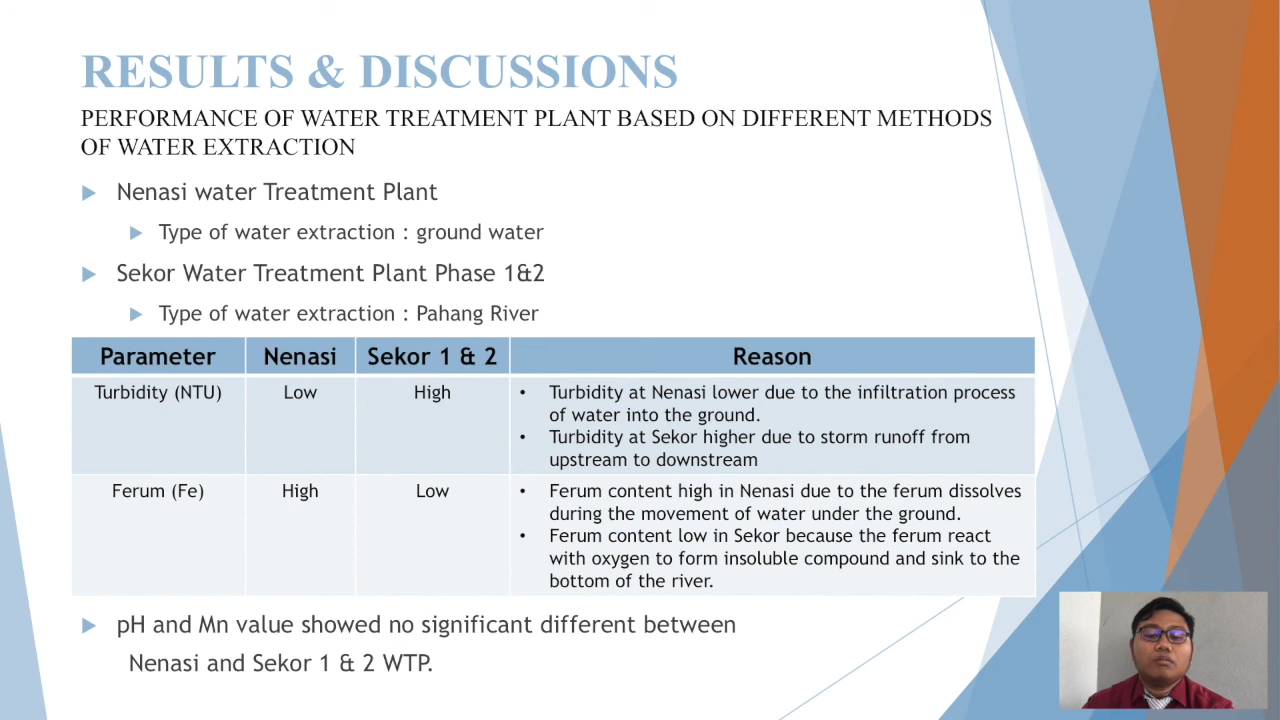 RESULTS & DISCUSSIONS
PERFORMANCE OF WATER TREATMENT PLANT BASED ON DIFFERENT METHODS
OF WATER EXTRACTION
Nenasi water Treatment Plant
Type of water extraction : ground water
Sekor Water Treatment Plant Phase 1&2
Type of water extraction : Pahang River
Parameter Nenasi Sekor 1 & 2 Reason
Turbidity (NTU) Low High • Turbidity at Nenasi lower due to the infiltration process
of water into the ground.
• Turbidity at Sekor higher due to storm runoff from
upstream to downstream
Ferum (Fe) High Low • Ferum content high in Nenasi due to the ferum dissolves
during the movement of water under the ground.
• Ferum content low in Sekor because the ferum react
with oxygen to form insoluble compound and sink to the
bottom of the river.
pH and Mn value showed no significant different between
Nenasi and Sekor 1 & 2 WTP.